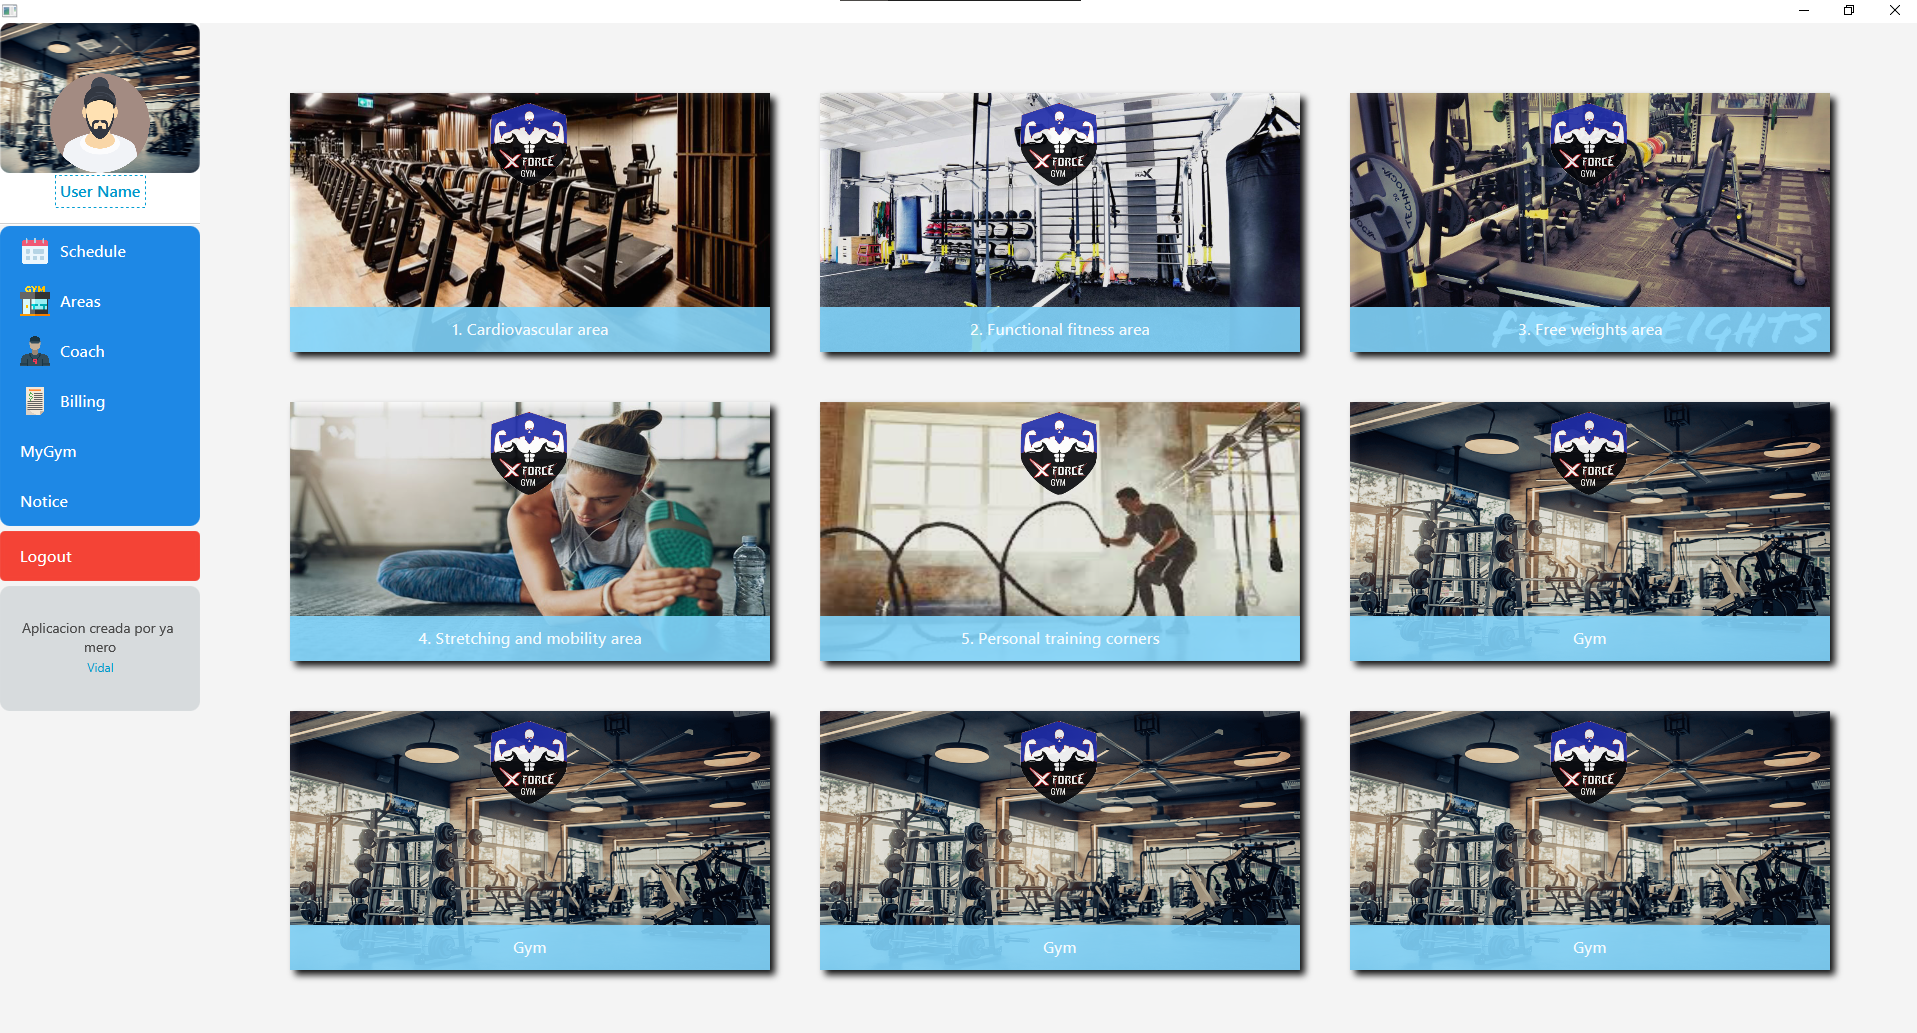 User Name
Schedule
GYM
Areas
Coach
Billing
MyGym
Notice
Logout
Aplicacion creada por ya
mero
Vidal
X FORCE
GYM
1. Cardiovascular area
X FORCE
GYM
MAX
2. Functional fitness area
X FORCE
GYM
FREE WEIGHTS
3. Free weights area
X FORCE
GYM
4. Stretching and mobility area
X FORCE
GYM
5. Personal training corners
X FORCE
GYM
Gym
X FORCE
GYM
Gym
X FORCE
GYM
Gym
X FORCE
GYM
Gym